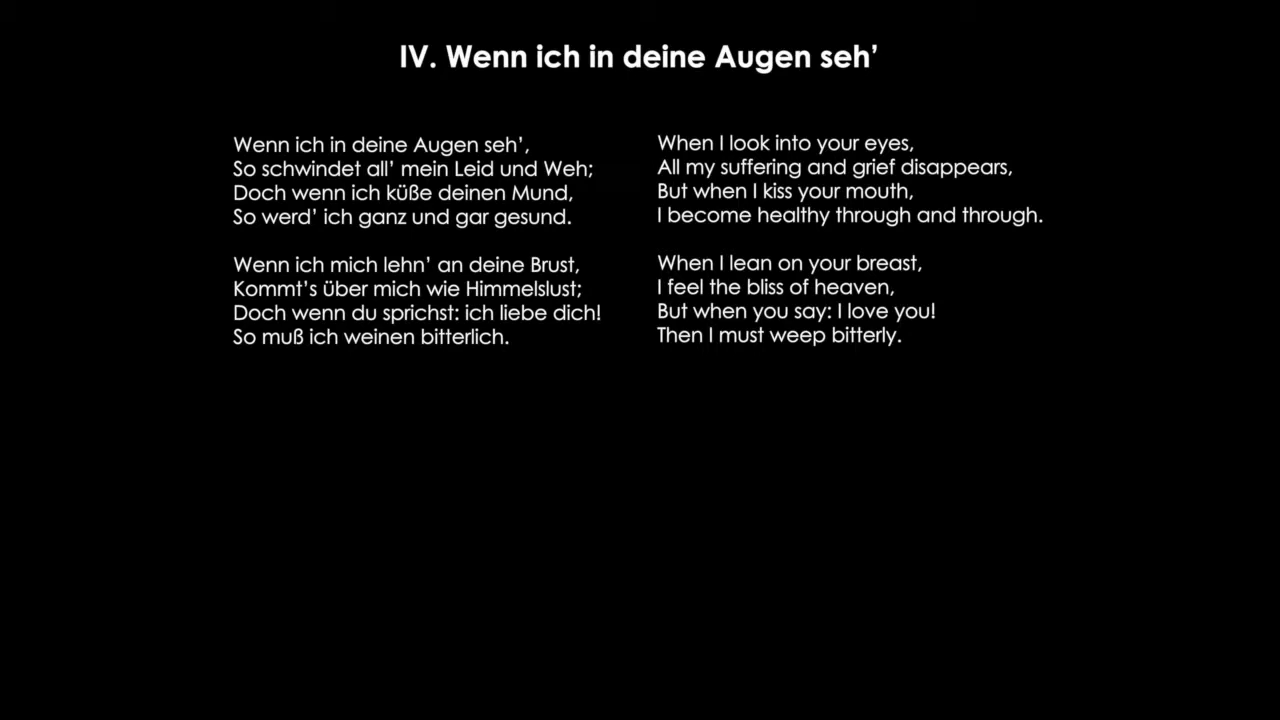 IV. Wenn ich in deine Augen seh’
Wenn ich in deine Augen seh’,
So schwindet all’ mein Leid und Weh;
Doch wenn ich küße deinen Mund,
So werd’ ich ganz und gar gesund.
Wenn ich mich lehn’ an deine Brust,
Kommt’s über mich wie Himmelslust;
Doch wenn du sprichst: ich liebe dich!
So muß ich weinen bitterlich.
When I look into your eyes,
All my suffering and grief disappears,
But when I kiss your mouth,
I become healthy through and through.
When I lean on your breast,
I feel the bliss of heaven,
But when you say: I love you!
Then I must weep bitterly.